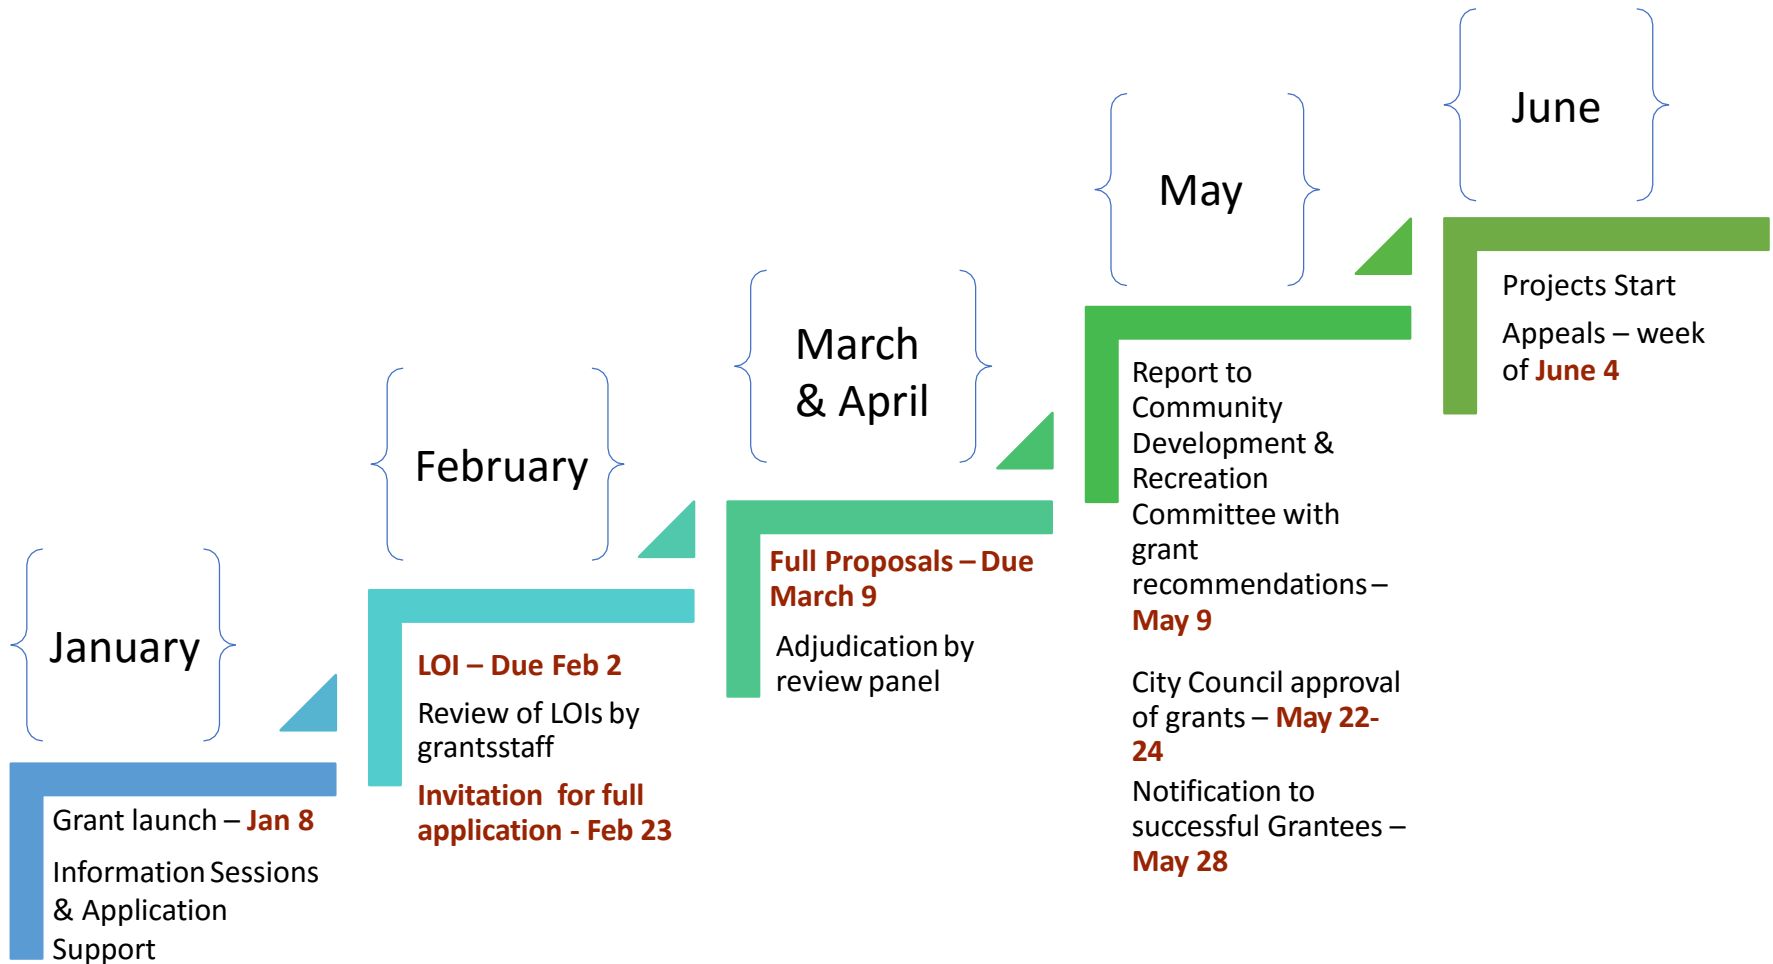 January
Grant launch – Jan 8
Information Sessions
& Application
Support
February
LOI – Due Feb 2
Review of LOIs by
grantsstaff
Invitation for full
application - Feb 23
March
& April
Full Proposals – Due
March 9
Adjudication by
review panel
May
Report to
Community
Development &
Recreation
Committee with
grant
recommendations –
May 9
City Council approval
of grants – May 22-
24
Notification to
successful Grantees –
May 28
June
Projects Start
Appeals – week
of June 4